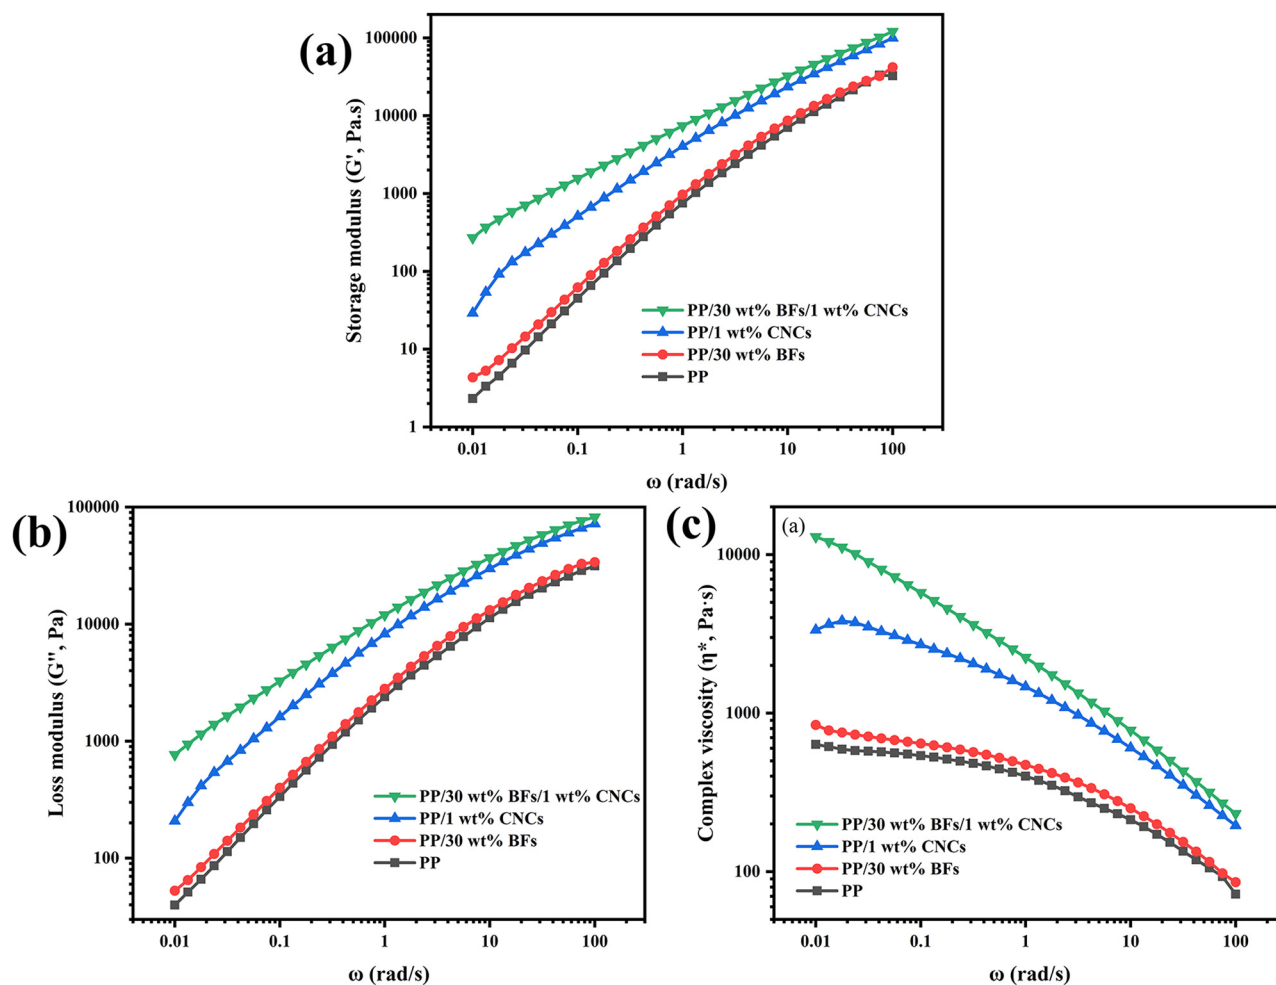 (a)
100000
10000
1000
100
10
1
Storage modulus (G', Pa.s)
PP/30 wt% BFs/1 wt% CNCs
PP/1 wt% CNCs
PP/30 wt% BFs
PP
0.01 0.1 1 10 100
ω (rad/s)
(b)
100000
10000
1000
100
Loss modulus (G", Pa)
PP/30 wt% BFs/1 wt% CNCs
PP/1 wt% CNCs
PP/30 wt% BFs
PP
0.01 0.1 1 10 100
ω (rad/s)
(c)
(a)
10000
1000
100
Complex viscosity (η*, Pa·s)
PP/30 wt% BFs/1 wt% CNCs
PP/1 wt% CNCs
PP/30 wt% BFs
PP
0.01 0.1 1 10 100
ω (rad/s)